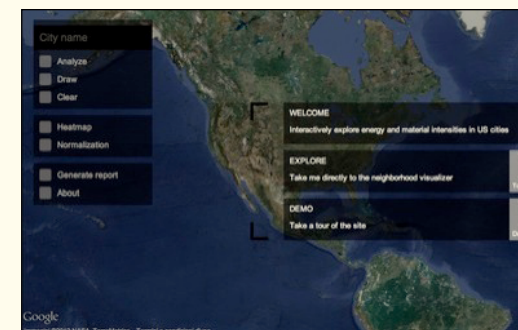 City name
Analyze
Draw
Clear
Heatmap
Normalization
Generate report
About
WELCOME
Interactively explore energy and material intensities in US cities
EXPLORE
Take me directly to the neighborhood visualizer
DEMO
Take a tour of the site
Google